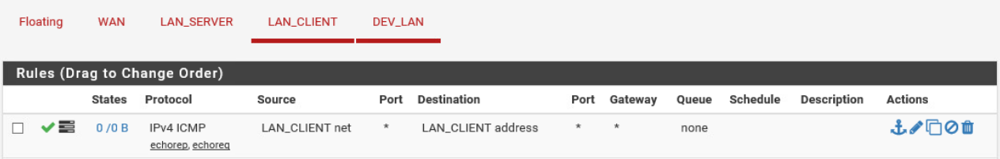 Floating WAN LAN_SERVER LAN_CLIENT DEV_LAN
Rules (Drag to Change Order)
States Protocol Source Port Destination Port Gateway Queue Schedule Description Actions
0 /0 B IPv4 ICMP LAN_CLIENT net * LAN_CLIENT address * * none
echorep, echoreq